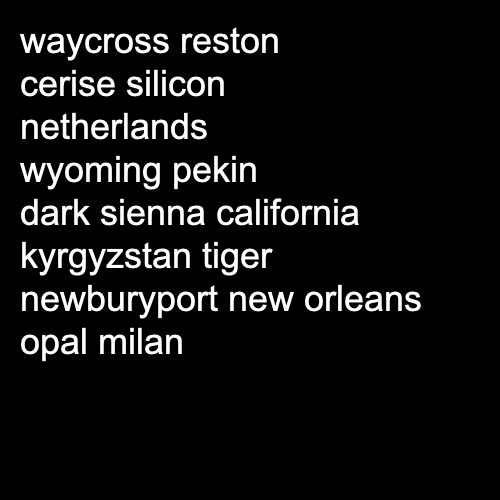 waycross reston
cerise silicon
netherlands
wyoming pekin
dark sienna california
kyrgyzstan tiger
newburyport new orleans
opal milan